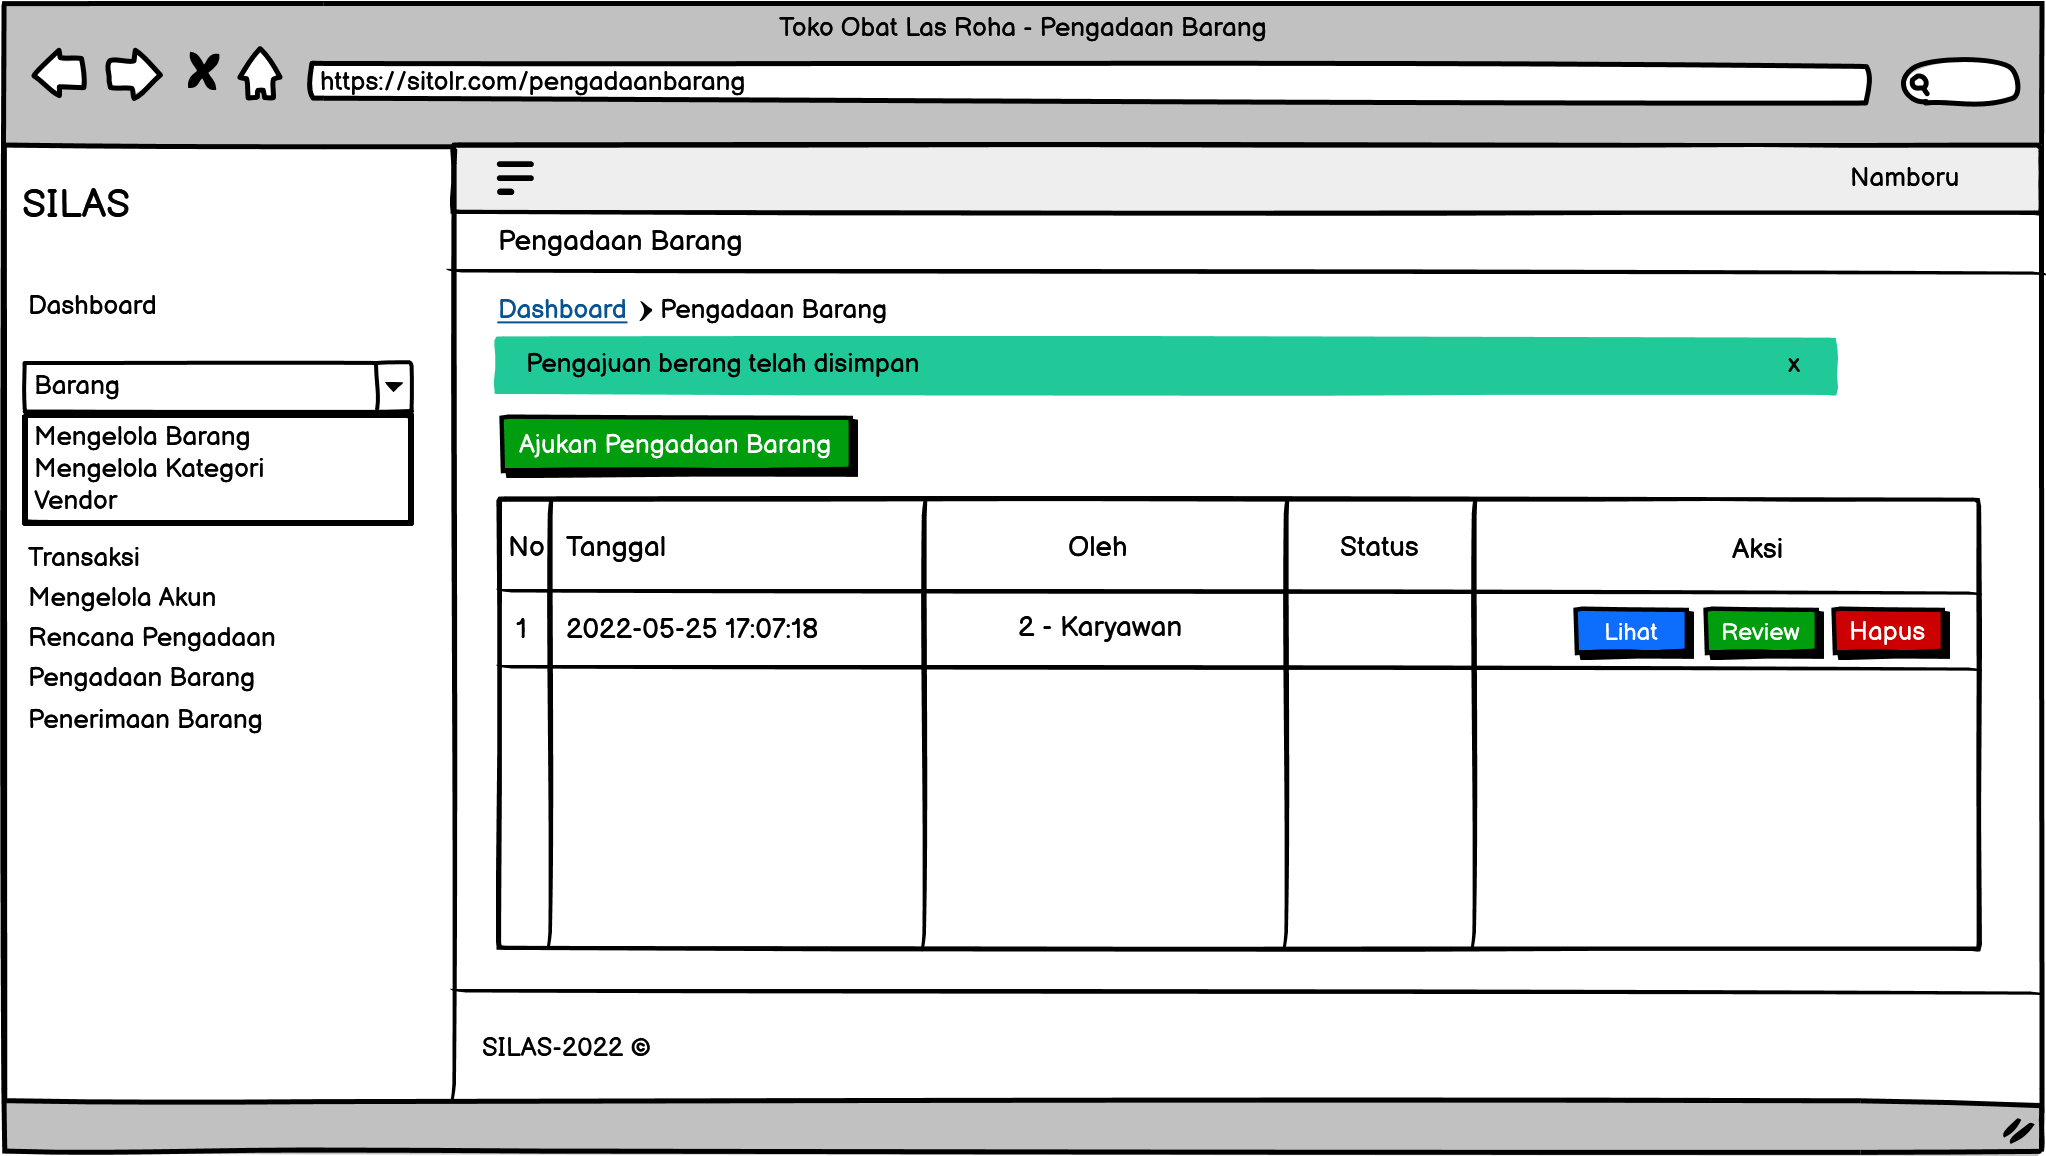 Toko Obat Las Roha - Pengadaan Barang
https://sitolr.com/pengadaanbarang
SILAS
Dashboard
Barang
Mengelola Barang
Mengelola Kategori
Vendor
Transaksi
Mengelola Akun
Rencana Pengadaan
Pengadaan Barang
Penerimaan Barang
Namboru
Pengadaan Barang
Dashboard Pengadaan Barang
Pengajuan berang telah disimpan x
Ajukan Pengadaan Barang
No Tanggal Oleh Status Aksi
1 2022-05-25 17:07:18 2 - Karyawan Lihat Review Hapus
SILAS-2022 ©